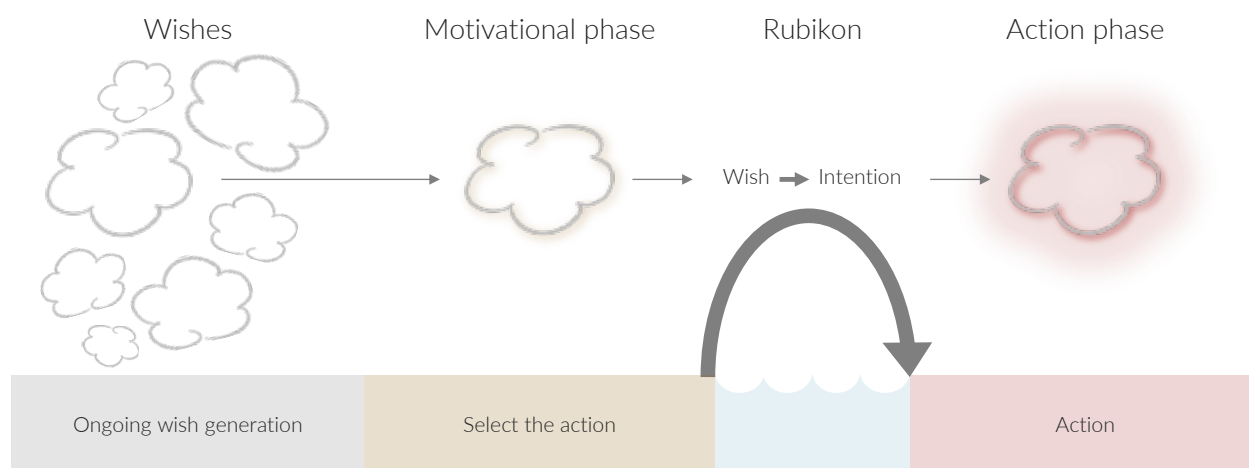 Wishes
Motivational phase
Rubikon
Action phase
Wish
Intention
Ongoing wish generation
Select the action
Action